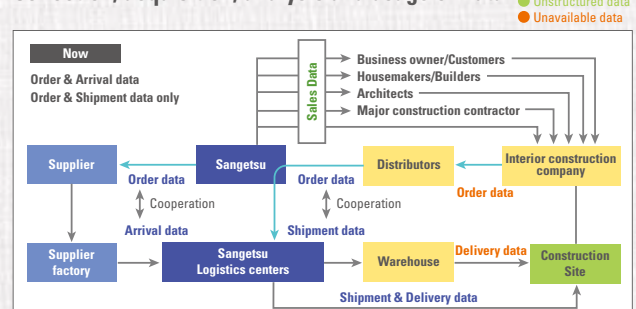 Unstructured data
Unavailable data
Now
Order & Arrival data
Order & Shipment data only
Sales Data
Business owner/Customers
Housemakers/Builders
Architects
Major construction contractor
Supplier
Sangetsu
Distributors
Interior construction
company
Order data
Order data
Order data
Cooperation
Cooperation
Arrival data
Shipment data
Supplier
factory
Sangetsu
Logistics centers
Warehouse
Delivery data
Construction
Site
Shipment & Delivery data